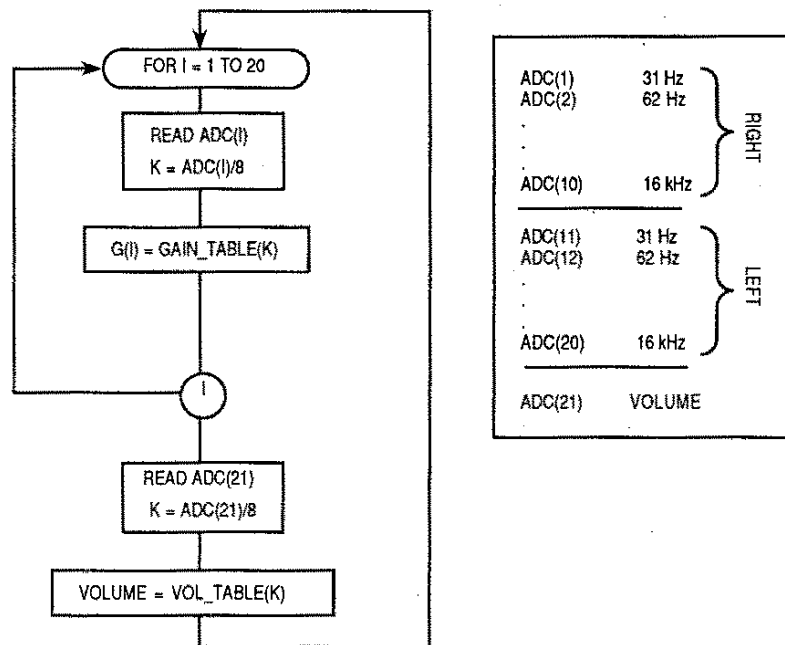 FOR I = 1 TO 20
READ ADC(I)
K = ADC(I)/8
G(I) = GAIN_TABLE(K)
I
READ ADC(21)
K = ADC(21)/8
VOLUME = VOL_TABLE(K)
ADC(1) 31 Hz
ADC(2) 62 Hz
.
.
.
ADC(10) 16 kHz
RIGHT
ADC(11) 31 Hz
ADC(12) 62 Hz
.
.
.
ADC(20) 16 kHz
LEFT
ADC(21) VOLUME